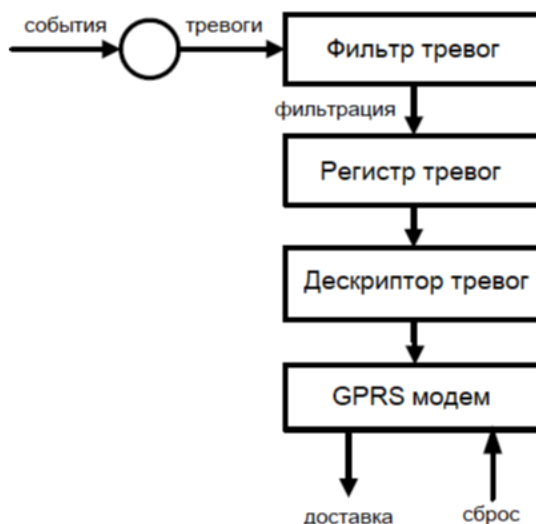 события
тревоги
Фильтр тревог
фильтрация
Регистр тревог
Дескриптор тревог
GPRS модем
доставка
сброс